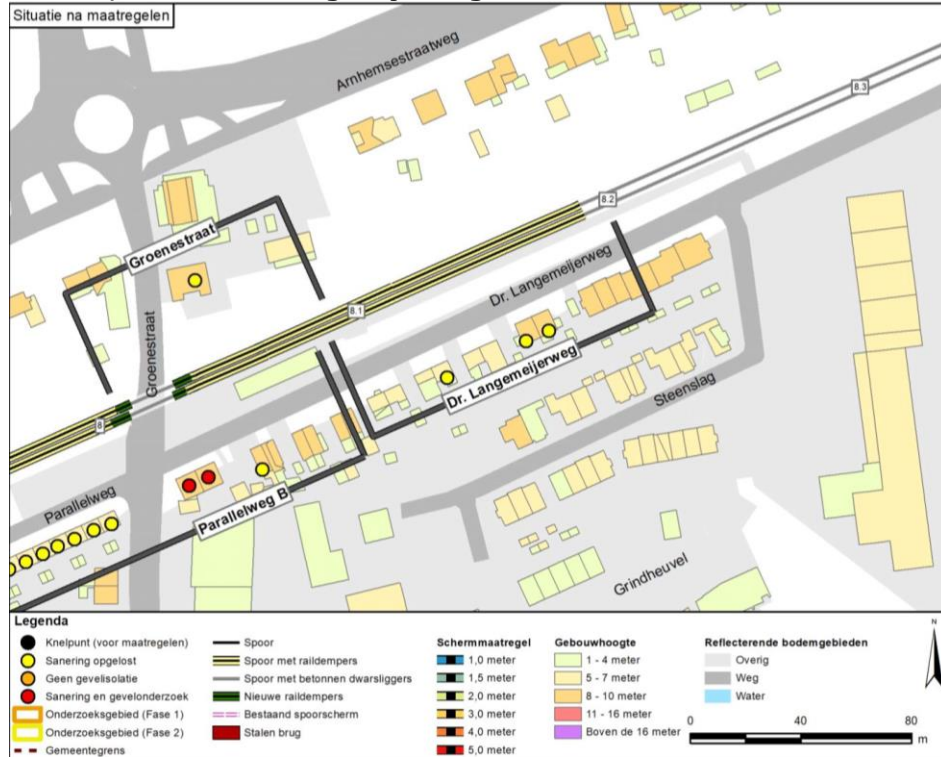 Situatie na maatregelen
Arnhemsestraatweg
8.3
8.2
Groenestraat
Dr. Langemeijerweg
8.1
Groenestraat
Dr. Langemeijerweg
Steenslag
8
Parallelweg
Parallelweg B
Grindheuvel
Legenda
Knelpunt (voor maatregelen)
Sanering opgelost
Geen gevelisolatie
Sanering en gevelonderzoek
Onderzoeksgebied (Fase 1)
Onderzoeksgebied (Fase 2)
Gemeentegrens
Spoor
Spoor met raildempers
Spoor met betonnen dwarsliggers
Nieuwe raildempers
Bestaand spoorscherm
Stalen brug
Schermmaatregel
1,0 meter
1,5 meter
2,0 meter
3,0 meter
4,0 meter
5,0 meter
Gebouwhoogte
1 - 4 meter
5 - 7 meter
8 - 10 meter
11 - 16 meter
Boven de 16 meter
Reflecterende bodemgebieden
Overig
Weg
Water
N
0 40 80
m